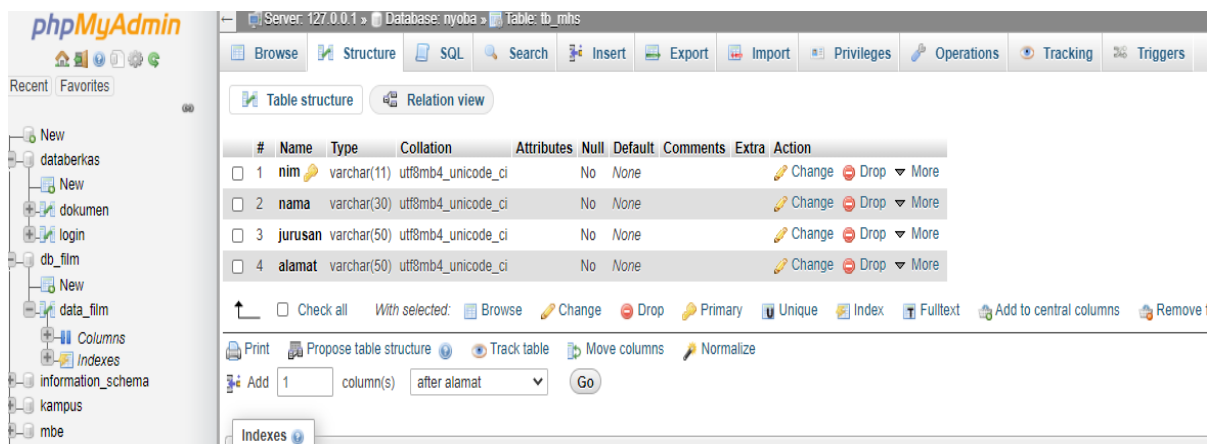 phpMyAdmin
Recent Favorites
New
databerkas
New
dokumen
login
db_film
New
data_film
Columns
Indexes
information_schema
kampus
mbe
Server: 127.0.0.1 » Database: nyoba » Table: tb_mhs
Browse Structure SQL Search Insert Export Import Privileges Operations Tracking Triggers
Table structure Relation view
# Name Type Collation Attributes Null Default Comments Extra Action
1 nim varchar(11) utf8mb4_unicode_ci No None Change Drop More
2 nama varchar(30) utf8mb4_unicode_ci No None Change Drop More
3 jurusan varchar(50) utf8mb4_unicode_ci No None Change Drop More
4 alamat varchar(50) utf8mb4_unicode_ci No None Change Drop More
Check all With selected: Browse Change Drop Primary Unique Index Fulltext Add to central columns Remove
Print Propose table structure Track table Move columns Normalize
Add 1 column(s) after alamat Go
Indexes